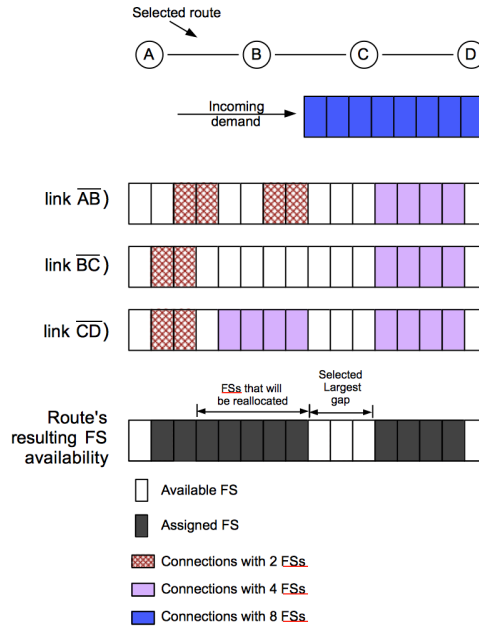 Selected route
A
B
C
D
Incoming
demand
link AB)
link BC)
link CD)
FSs that will
be reallocated
Selected
Largest
gap
Route's
resulting FS
availability
Available FS
Assigned FS
Connections with 2 FSs
Connections with 4 FSs
Connections with 8 FSs